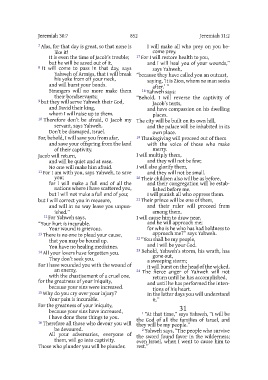 Jeremiah 30:7 852 Jeremiah 31:2
7 Alas, for that day is great, so that none is
like it!
It is even the time of Jacob's trouble;
but he will be saved out of it.
8 It will come to pass in that day, says
Yahweh of Armies, that I will break
his yoke from off your neck,
and will burst your bonds.
Strangers will no more make them
their bondservants;
9 but they will serve Yahweh their God,
and David their king,
whom I will raise up to them.
10 Therefore don't be afraid, O Jacob my
servant, says Yahweh.
Don't be dismayed, Israel.
For, behold, I will save you from afar,
and save your offspring from the land
of their captivity.
Jacob will return,
and will be quiet and at ease.
No one will make him afraid.
11 For I am with you, says Yahweh, to save
you;
for I will make a full end of all the
nations where I have scattered you,
but I will not make a full end of you;
but I will correct you in measure,
and will in no way leave you unpunished."
12 For Yahweh says,
"Your hurt is incurable.
Your wound is grievous.
13 There is no one to plead your cause,
that you may be bound up.
You have no healing medicines.
14 All your lovers have forgotten you.
They don't seek you.
For I have wounded you with the wound of
an enemy,
with the chastisement of a cruel one,
for the greatness of your iniquity,
because your sins were increased.
15 Why do you cry over your injury?
Your pain is incurable.
For the greatness of your iniquity,
because your sins have increased,
I have done these things to you.
16 Therefore all those who devour you will
be devoured.
All your adversaries, everyone of
them, will go into captivity.
Those who plunder you will be plunder.
I will make all who prey on you become
prey.
17 For I will restore health to you,
and I will heal you of your wounds,"
says Yahweh,
"because they have called you an outcast,
saying, 'It is Zion, whom no man seeks
after.'"
18 Yahweh says:
"Behold, I will reverse the captivity of
Jacob's tents,
and have compassion on his dwelling
places.
The city will be built on its own hill,
and the palace will be inhabited in its
own place.
19 Thanksgiving will proceed out of them
with the voice of those who make
merry.
I will multiply them,
and they will not be few;
I will also glorify them,
and they will not be small.
20 Their children also will be as before,
and their congregation will be established
before me.
I will punish all who oppress them.
21 Their prince will be one of them,
and their ruler will proceed from
among them.
I will cause him to draw near,
and he will approach me;
for who is he who has had boldness to
approach me?" says Yahweh.
22 "You shall be my people,
and I will be your God.
23 Behold, Yahweh's storm, his wrath, has
gone out,
a sweeping storm;
it will burst on the head of the wicked.
24 The fierce anger of Yahweh will not
return until he has accomplished,
and until he has performed the intentions
of his heart.
In the latter days you will understand
it."
31
1 "At that time," says Yahweh, "I will be
the God of all the families of Israel, and
they will be my people."
2 Yahweh says, "The people who survive
the sword found favor in the wilderness;
even Israel, when I went to cause him to
rest."